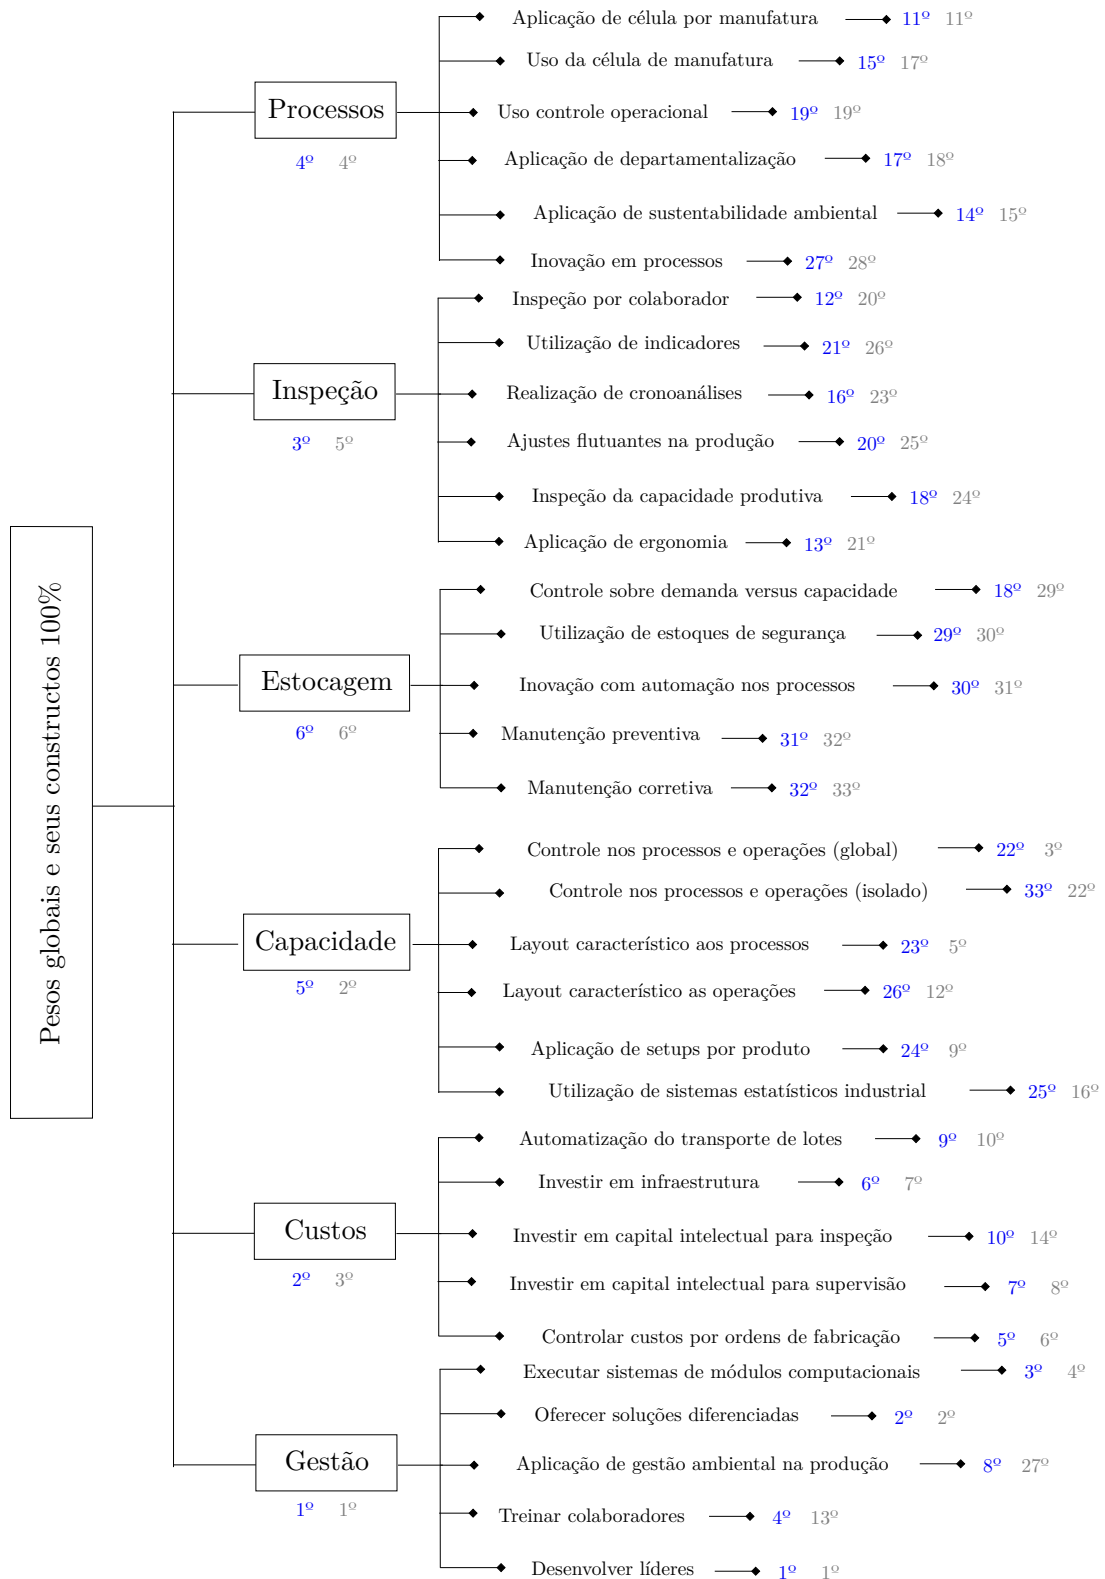 Pesos globais e seus constructos 100%
Processos
4º 4º
Aplicação de célula por manufatura 11º 11º
Uso da célula de manufatura 15º 17º
Uso controle operacional 19º 19º
Aplicação de departamentalização 17º 18º
Aplicação de sustentabilidade ambiental 14º 15º
Inovação em processos 27º 28º
Inspeção
3º 5º
Inspeção por colaborador 12º 20º
Utilização de indicadores 21º 26º
Realização de cronoanálises 16º 23º
Ajustes flutuantes na produção 20º 25º
Inspeção da capacidade produtiva 18º 24º
Aplicação de ergonomia 13º 21º
Estocagem
6º 6º
Controle sobre demanda versus capacidade 18º 29º
Utilização de estoques de segurança 29º 30º
Inovação com automação nos processos 30º 31º
Manutenção preventiva 31º 32º
Manutenção corretiva 32º 33º
Capacidade
5º 2º
Controle nos processos e operações (global) 22º 3º
Controle nos processos e operações (isolado) 33º 22º
Layout característico aos processos 23º 5º
Layout característico as operações 26º 12º
Aplicação de setups por produto 24º 9º
Utilização de sistemas estatísticos industrial 25º 16º
Custos
2º 3º
Automatização do transporte de lotes 9º 10º
Investir em infraestrutura 6º 7º
Investir em capital intelectual para inspeção 10º 14º
Investir em capital intelectual para supervisão 7º 8º
Controlar custos por ordens de fabricação 5º 6º
Gestão
1º 1º
Executar sistemas de módulos computacionais 3º 4º
Oferecer soluções diferenciadas 2º 2º
Aplicação de gestão ambiental na produção 8º 27º
Treinar colaboradores 4º 13º
Desenvolver líderes 1º 1º